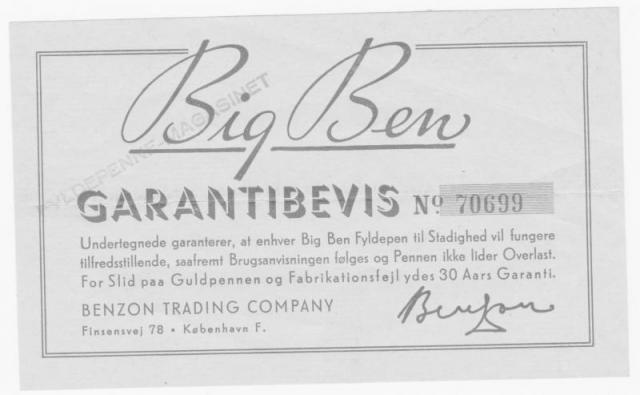 Big Ben
FYLDEPENNE-MAGASINET
GARANTIBEVIS Nº 70699
Undertegnede garanterer, at enhver Big Ben Fyldepen til Stadighed vil fungere
tilfredsstillende, saafremt Brugsanvisningen følges og Pennen ikke lider Overlast.
For Slid paa Guldpennen og Fabrikationsfejl ydes 30 Aars Garanti.
BENZON TRADING COMPANY
Finsensvej 78 • København F.
Benzon